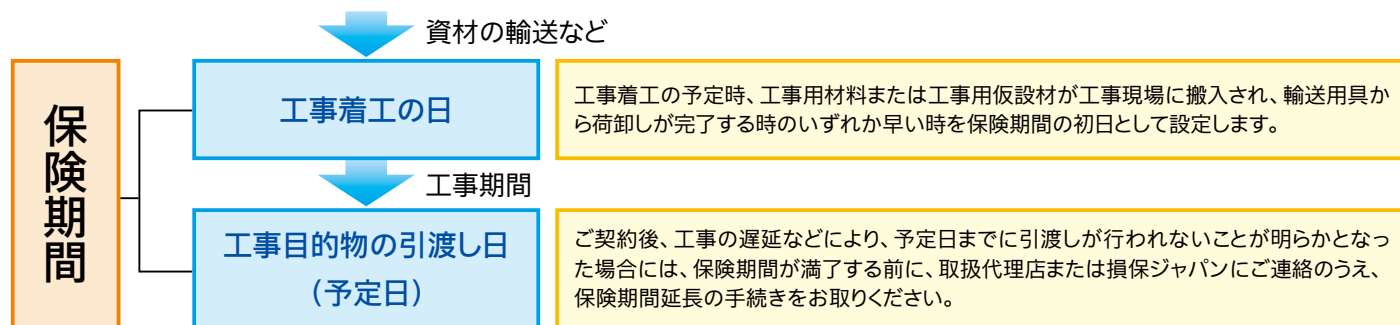 資材の輸送など
保険期間
工事着工の日
工事着工の予定時、工事用材料または工事用仮設材が工事現場に搬入され、輸送用具か
ら荷卸しが完了する時のいずれか早い時を保険期間の初日として設定します。
工事期間
工事目的物の引渡し日
（予定日）
ご契約後、工事の遅延などにより、予定日までに引渡しが行われないことが明らかとなっ
た場合には、保険期間が満了する前に、取扱代理店または損保ジャパンにご連絡のうえ、
保険期間延長の手続きをお取りください。